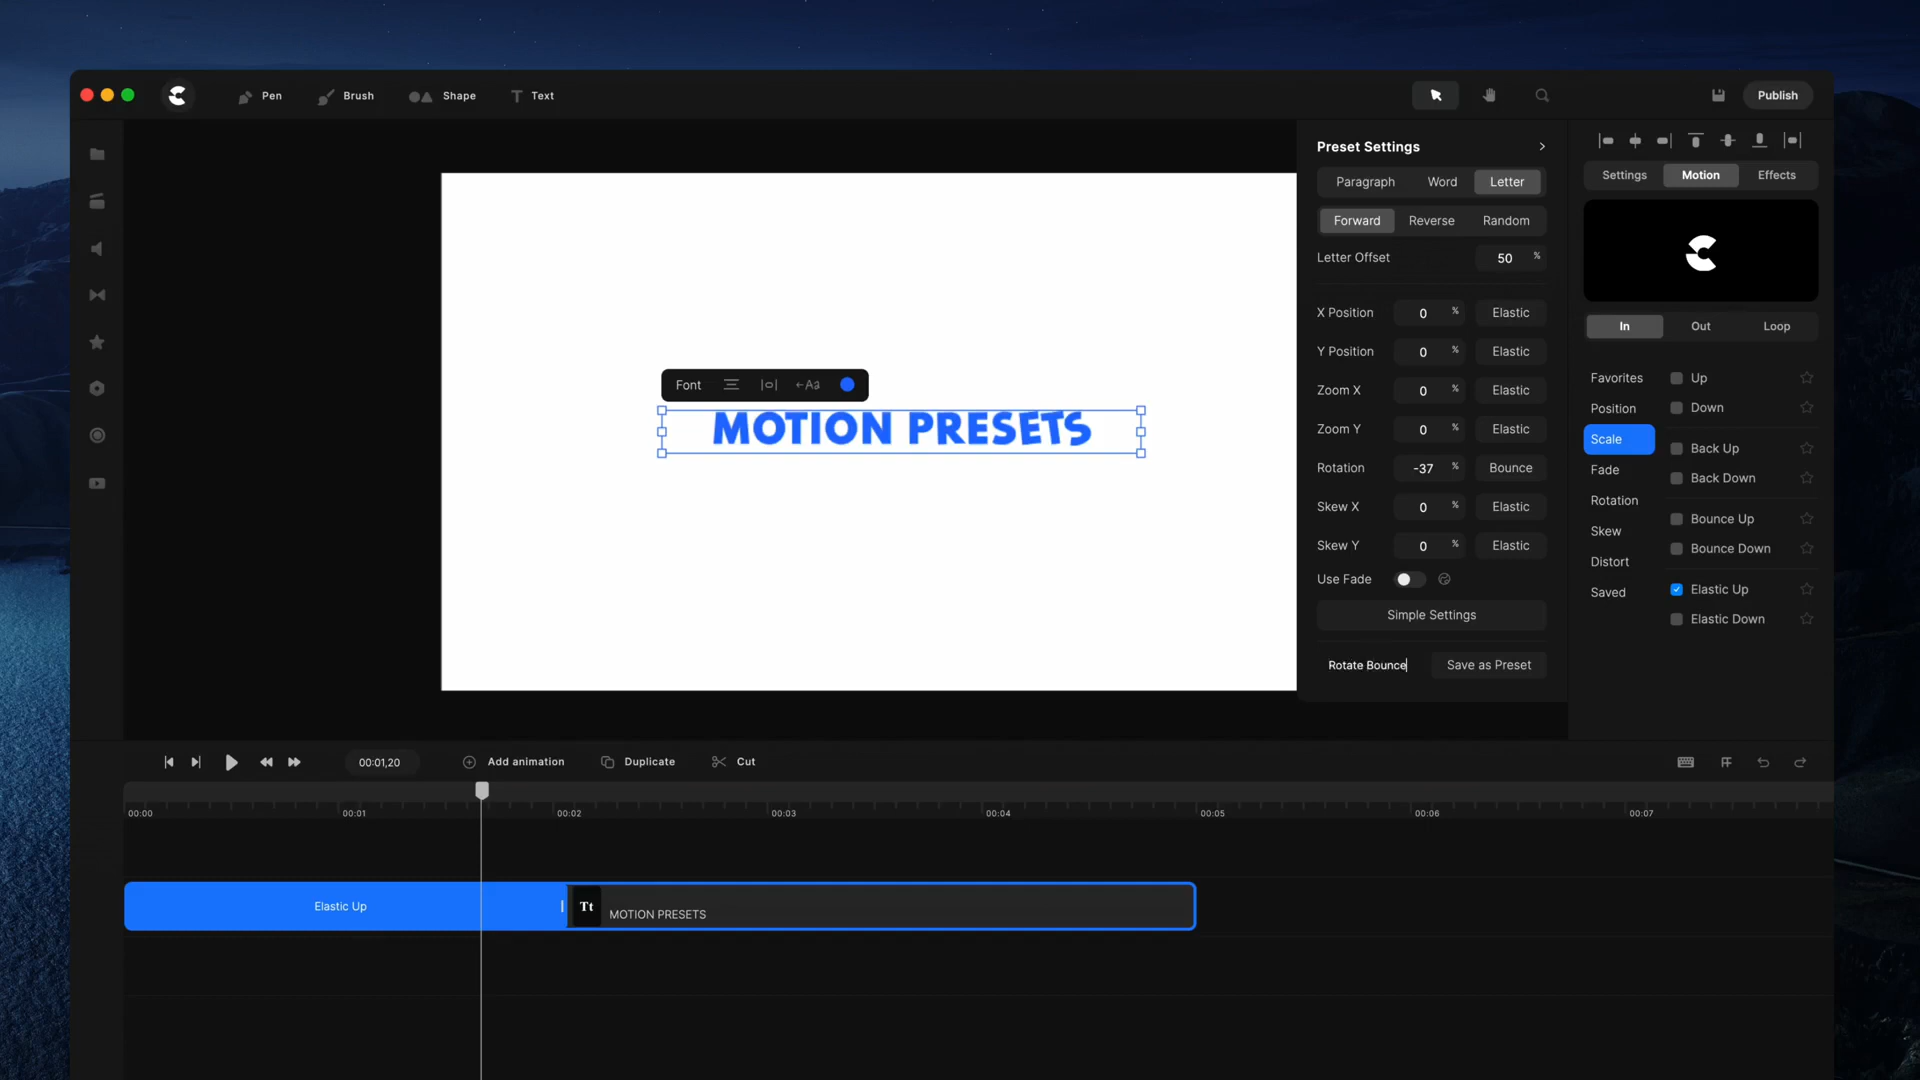 Pen
Brush
Shape
Text
Publish
Preset Settings
Paragraph Word Letter
Forward Reverse Random
Letter Offset 50 %
X Position 0 % Elastic
Y Position 0 % Elastic
Zoom X 0 % Elastic
Zoom Y 0 % Elastic
Rotation -37 % Bounce
Skew X 0 % Elastic
Skew Y 0 % Elastic
Use Fade
Simple Settings
Rotate Bounce Save as Preset
Settings Motion Effects
In Out Loop
Favorites
Position
Scale
Fade
Rotation
Skew
Distort
Saved
Up
Down
Back Up
Back Down
Bounce Up
Bounce Down
Elastic Up
Elastic Down
Font Aa
MOTION PRESETS
00:01,20
Add animation
Duplicate
Cut
00:00 00:01 00:02 00:03 00:04 00:05 00:06 00:07
Elastic Up
Tt
MOTION PRESETS